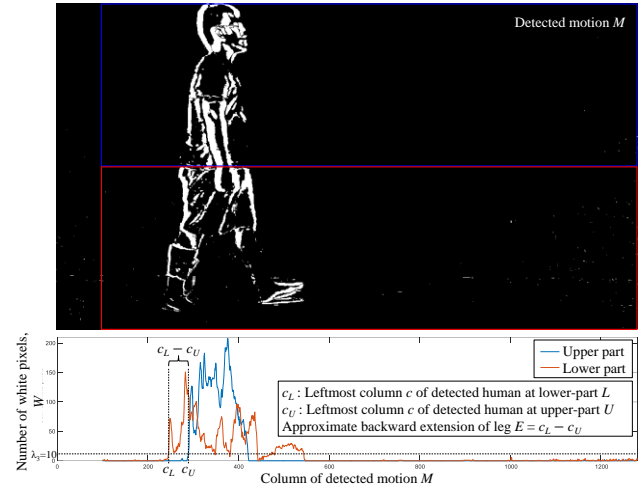 Detected motion M
Number of white pixels,
W
200
150
100
50
λ₃=10
0
c_L − c_U
Upper part
Lower part
c_L : Leftmost column c of detected human at lower-part L
c_U : Leftmost column c of detected human at upper-part U
Approximate backward extension of leg E = c_L − c_U
0 200 400 600 800 1000 1200
c_L c_U
Column of detected motion M